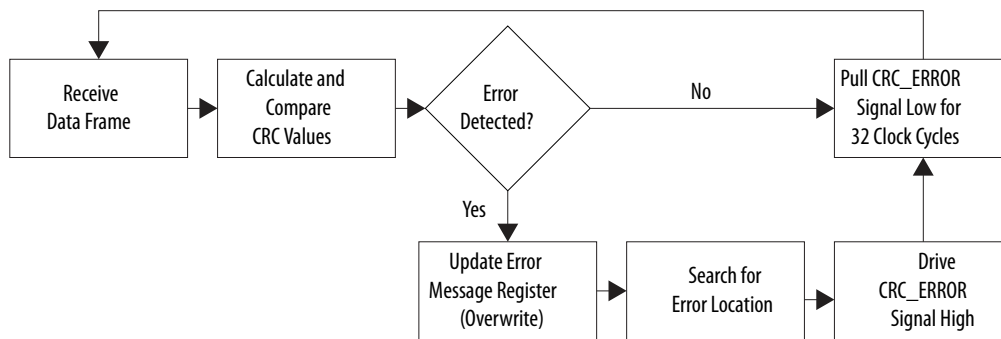 Receive
Data Frame
Calculate and
Compare
CRC Values
Error
Detected?
No
Pull CRC_ERROR
Signal Low for
32 Clock Cycles
Yes
Update Error
Message Register
(Overwrite)
Search for
Error Location
Drive
CRC_ERROR
Signal High